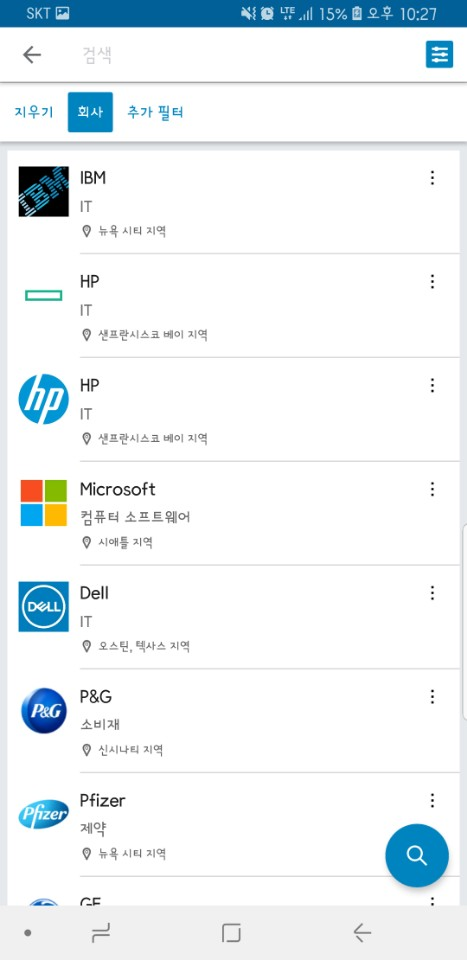 SKT LTE 15% 오후 10:27
검색
지우기 회사 추가 필터
IBM
IBM
IT
뉴욕 시티 지역
HP
IT
샌프란시스코 베이 지역
hp
HP
IT
샌프란시스코 베이 지역
Microsoft
컴퓨터 소프트웨어
시애틀 지역
DELL
Dell
IT
오스틴, 텍사스 지역
P&G
P&G
소비재
신시나티 지역
Pfizer
Pfizer
제약
뉴욕 시티 지역
GE